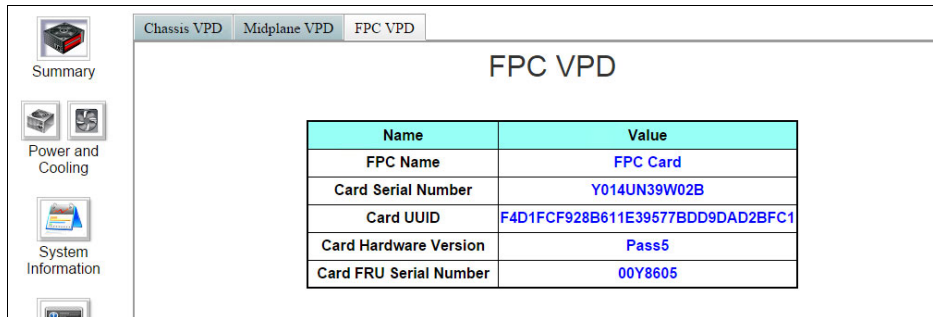 Chassis VPD Midplane VPD FPC VPD
Summary
Power and
Cooling
System
Information
FPC VPD
Name Value
FPC Name FPC Card
Card Serial Number Y014UN39W02B
Card UUID F4D1FCF928B611E39577BDD9DAD2BFC1
Card Hardware Version Pass5
Card FRU Serial Number 00Y8605